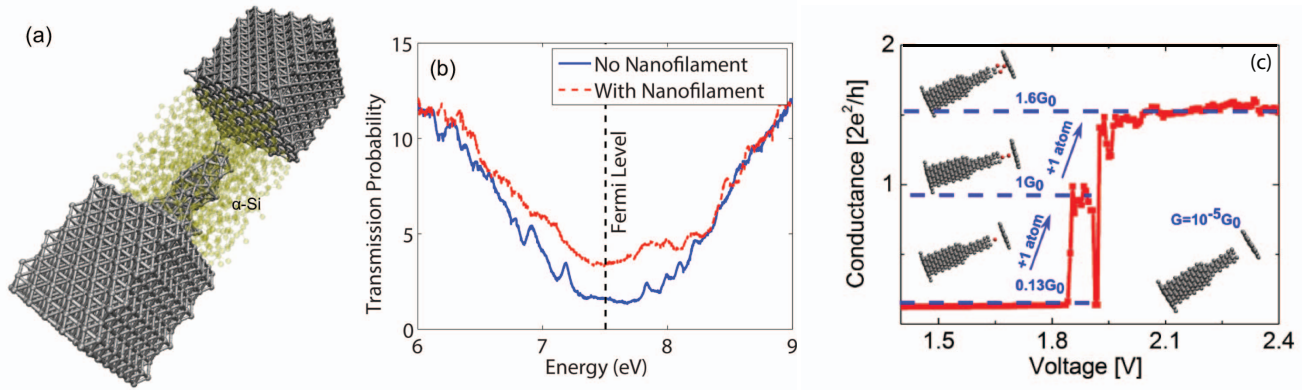 (a)
α-Si
(b)
Transmission Probability
15
10
5
0
No Nanofilament
With Nanofilament
Fermi Level
6
7
8
9
Energy (eV)
(c)
Conductance [2e²/h]
2
1
1.6G₀
+1 atom
1G₀
+1 atom
0.13G₀
G=10⁻⁵G₀
1.5
1.8
2.1
2.4
Voltage [V]